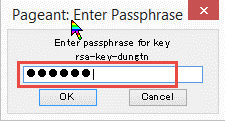 Pageant: Enter Passphrase
Enter passphrase for key
rsa-key-dungtn
●●●●●●
OK Cancel